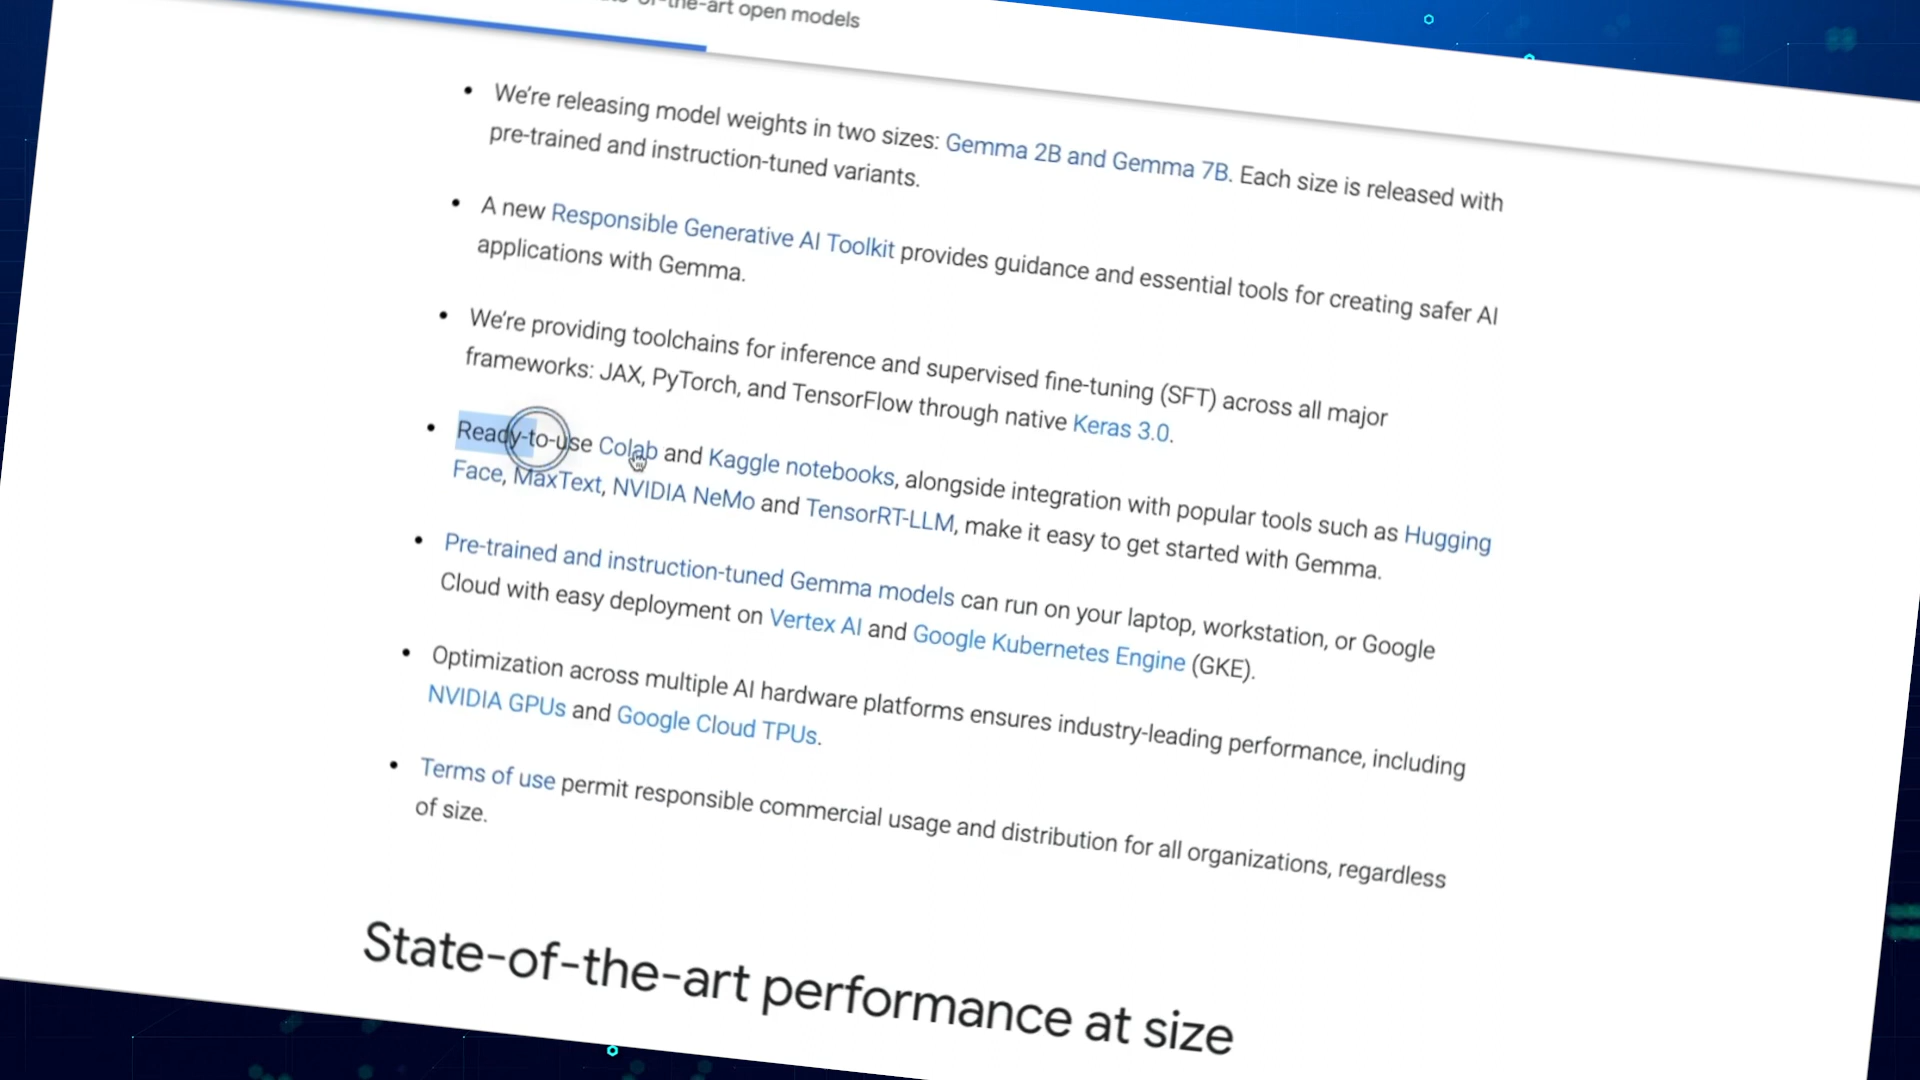 -of-the-art open models
• We're releasing model weights in two sizes: Gemma 2B and Gemma 7B. Each size is released with
pre-trained and instruction-tuned variants.
• A new Responsible Generative AI Toolkit provides guidance and essential tools for creating safer AI
applications with Gemma.
• We're providing toolchains for inference and supervised fine-tuning (SFT) across all major
frameworks: JAX, PyTorch, and TensorFlow through native Keras 3.0.
• Ready-to-use Colab and Kaggle notebooks, alongside integration with popular tools such as Hugging
Face, MaxText, NVIDIA NeMo and TensorRT-LLM, make it easy to get started with Gemma.
• Pre-trained and instruction-tuned Gemma models can run on your laptop, workstation, or Google
Cloud with easy deployment on Vertex AI and Google Kubernetes Engine (GKE).
• Optimization across multiple AI hardware platforms ensures industry-leading performance, including
NVIDIA GPUs and Google Cloud TPUs.
• Terms of use permit responsible commercial usage and distribution for all organizations, regardless
of size.
State-of-the-art performance at size